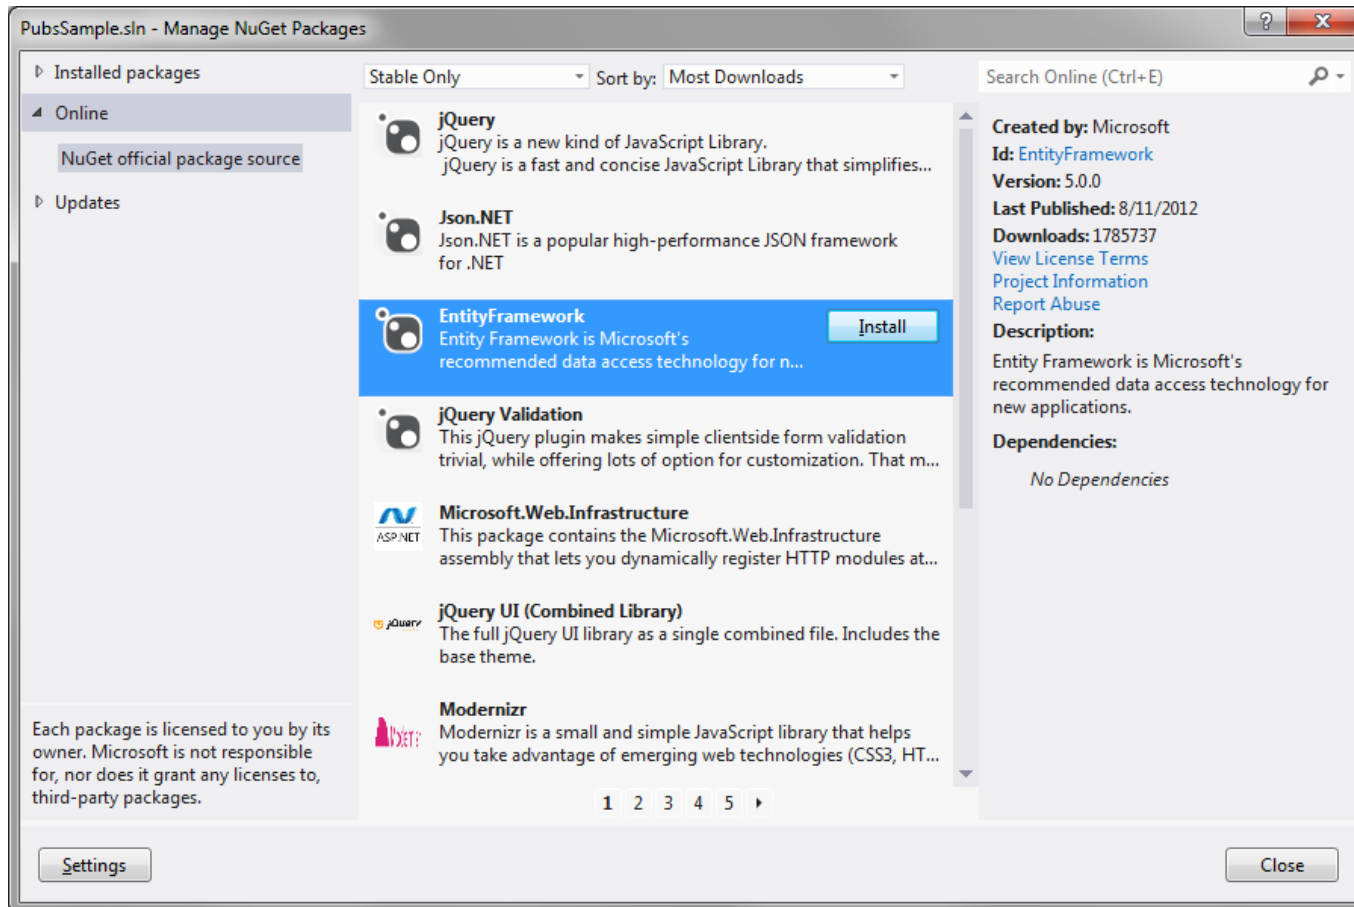 PubsSample.sln - Manage NuGet Packages
Installed packages
Online
NuGet official package source
Updates
Each package is licensed to you by its
owner. Microsoft is not responsible
for, nor does it grant any licenses to,
third-party packages.
Stable Only
Sort by: Most Downloads
jQuery
jQuery is a new kind of JavaScript Library.
jQuery is a fast and concise JavaScript Library that simplifies...
Json.NET
Json.NET is a popular high-performance JSON framework
for .NET
EntityFramework
Entity Framework is Microsoft's
recommended data access technology for n...
Install
jQuery Validation
This jQuery plugin makes simple clientside form validation
trivial, while offering lots of option for customization. That m...
ASP.NET
Microsoft.Web.Infrastructure
This package contains the Microsoft.Web.Infrastructure
assembly that lets you dynamically register HTTP modules at...
jQuery
jQuery UI (Combined Library)
The full jQuery UI library as a single combined file. Includes the
base theme.
Modernizr
Modernizr is a small and simple JavaScript library that helps
you take advantage of emerging web technologies (CSS3, HT...
1 2 3 4 5
Search Online (Ctrl+E)
Created by: Microsoft
Id: EntityFramework
Version: 5.0.0
Last Published: 8/11/2012
Downloads: 1785737
View License Terms
Project Information
Report Abuse
Description:
Entity Framework is Microsoft's
recommended data access technology for
new applications.
Dependencies:
No Dependencies
Settings
Close